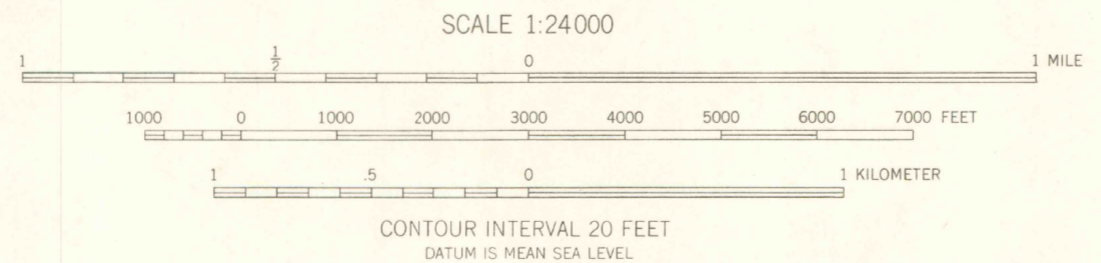 SCALE 1:24000
1 ½ 0 1 MILE
1000 0 1000 2000 3000 4000 5000 6000 7000 FEET
1 .5 0 1 KILOMETER
CONTOUR INTERVAL 20 FEET
DATUM IS MEAN SEA LEVEL